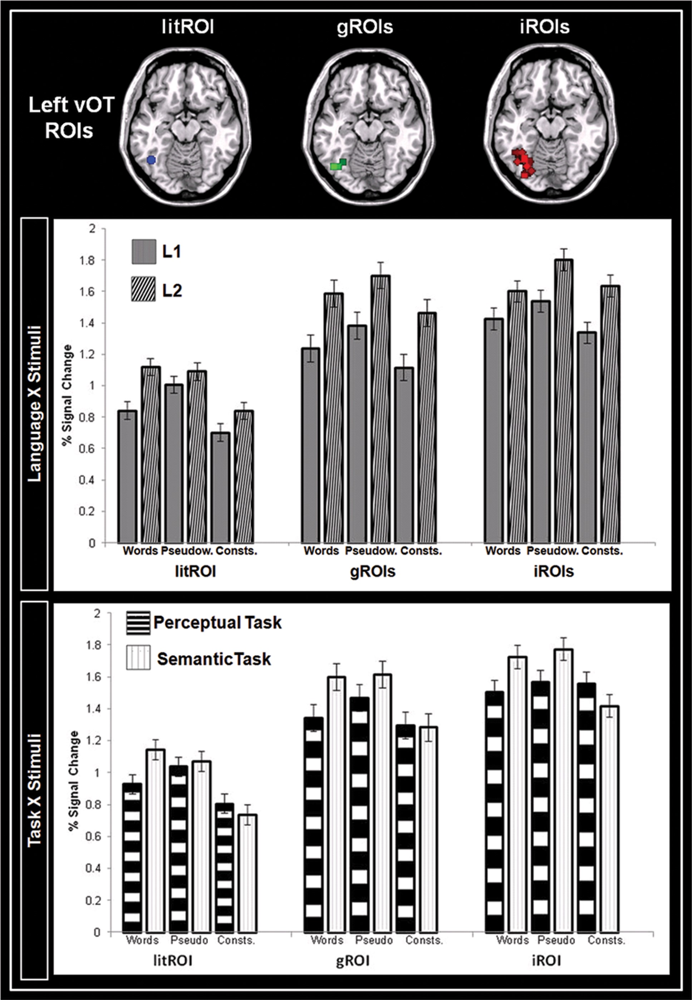 litROI gROIs iROIs
Left vOT
ROIs
Language X Stimuli
% Signal Change
2
1.8
1.6
1.4
1.2
1
0.8
0.6
0.4
0.2
0
L1
L2
Words Pseudow. Consts. Words Pseudow. Consts. Words Pseudow. Consts.
litROI gROIs iROIs
Task X Stimuli
% Signal Change
2
1.8
1.6
1.4
1.2
1
0.8
0.6
0.4
0.2
0
Perceptual Task
SemanticTask
Words Pseudo Consts. Words Pseudo Consts. Words Pseudo Consts.
litROI gROI iROI